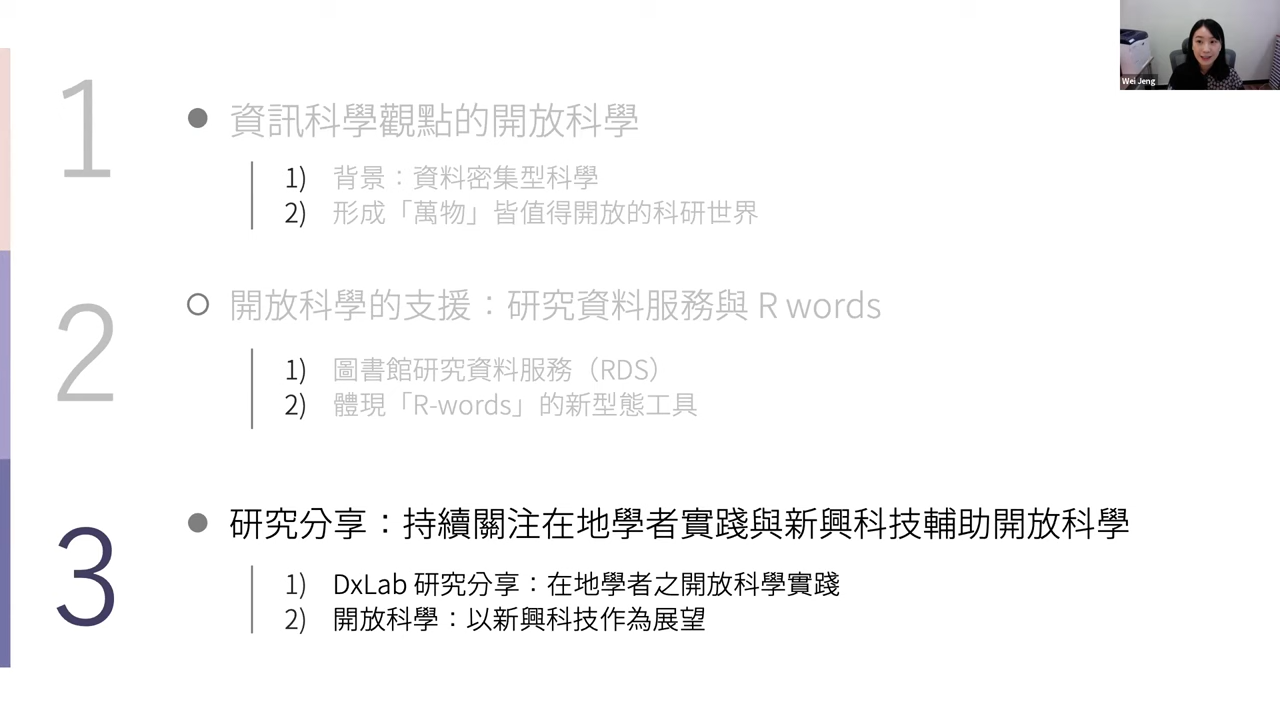 Wei Jeng
1
資訊科學觀點的開放科學
1) 背景：資料密集型科學
2) 形成「萬物」皆值得開放的科研世界
2
開放科學的支援：研究資料服務與 R words
1) 圖書館研究資料服務（RDS）
2) 體現「R-words」的新型態工具
3
研究分享：持續關注在地學者實踐與新興科技輔助開放科學
1) DxLab 研究分享：在地學者之開放科學實踐
2) 開放科學：以新興科技作為展望